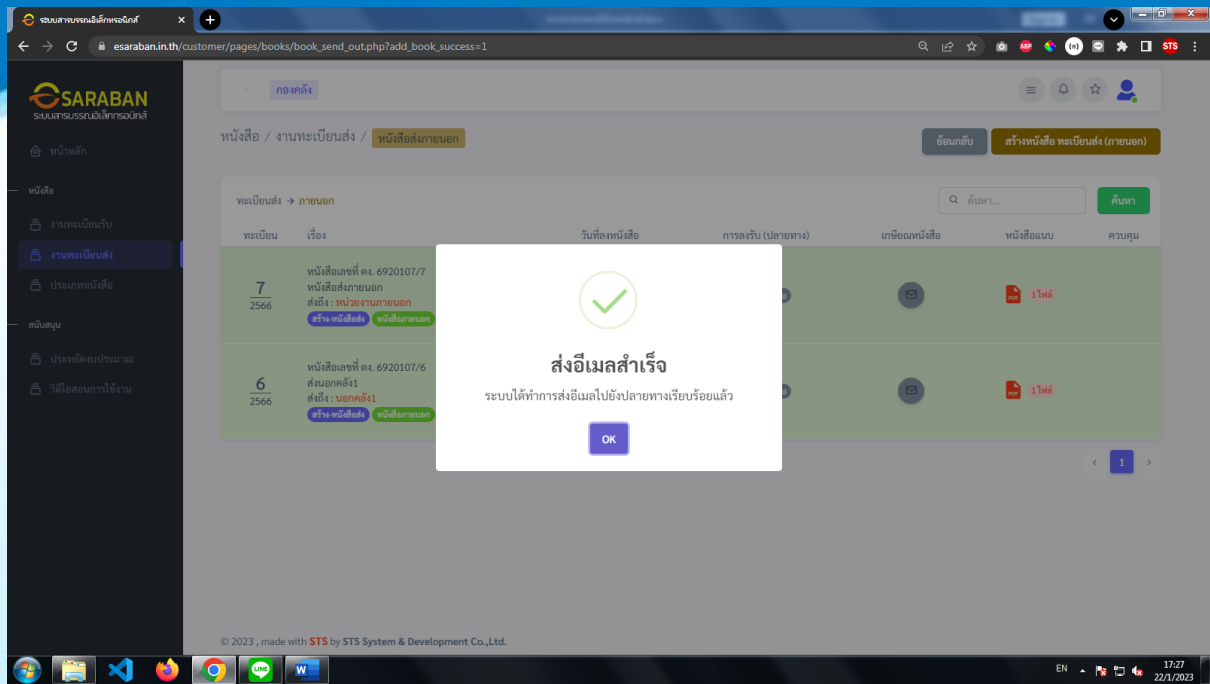 ระบบสารบรรณอิเล็กทรอนิกส์
esaraban.in.th/customer/pages/books/book_send_out.php?add_book_success=1
ABP
STS
SARABAN
ระบบสารบรรณอิเล็กทรอนิกส์
กองคลัง
หนังสือ / งานทะเบียนส่ง / หนังสือส่งภายนอก
ย้อนกลับ
สร้างหนังสือ ทะเบียนส่ง (ภายนอก)
หน้าหลัก
หนังสือ
งานทะเบียนรับ
งานทะเบียนส่ง
ประเภทหนังสือ
สนับสนุน
ประหยัดงบประมาณ
วิดีโอสอนการใช้งาน
ทะเบียนส่ง → ภายนอก
ค้นหา...
ค้นหา
ทะเบียน เรื่อง วันที่ลงหนังสือ การลงรับ (ปลายทาง) เกษียณหนังสือ หนังสือแนบ ควบคุม
7
2566
หนังสือเลขที่ คง. 6920107/7
หนังสือส่งภายนอก
ส่งถึง : หน่วยงานภายนอก
สร้าง-หนังสือส่ง หนังสือภายนอก
PDF 1 ไฟล์
6
2566
หนังสือเลขที่ คง. 6920107/6
ส่งนอกคลัง1
ส่งถึง : นอกคลัง1
สร้าง-หนังสือส่ง หนังสือภายนอก
PDF 1 ไฟล์
ส่งอีเมลสำเร็จ
ระบบได้ทำการส่งอีเมลไปยังปลายทางเรียบร้อยแล้ว
OK
1
© 2023 , made with STS by STS System & Development Co.,Ltd.
LINE
W
EN
17:27
22/1/2023